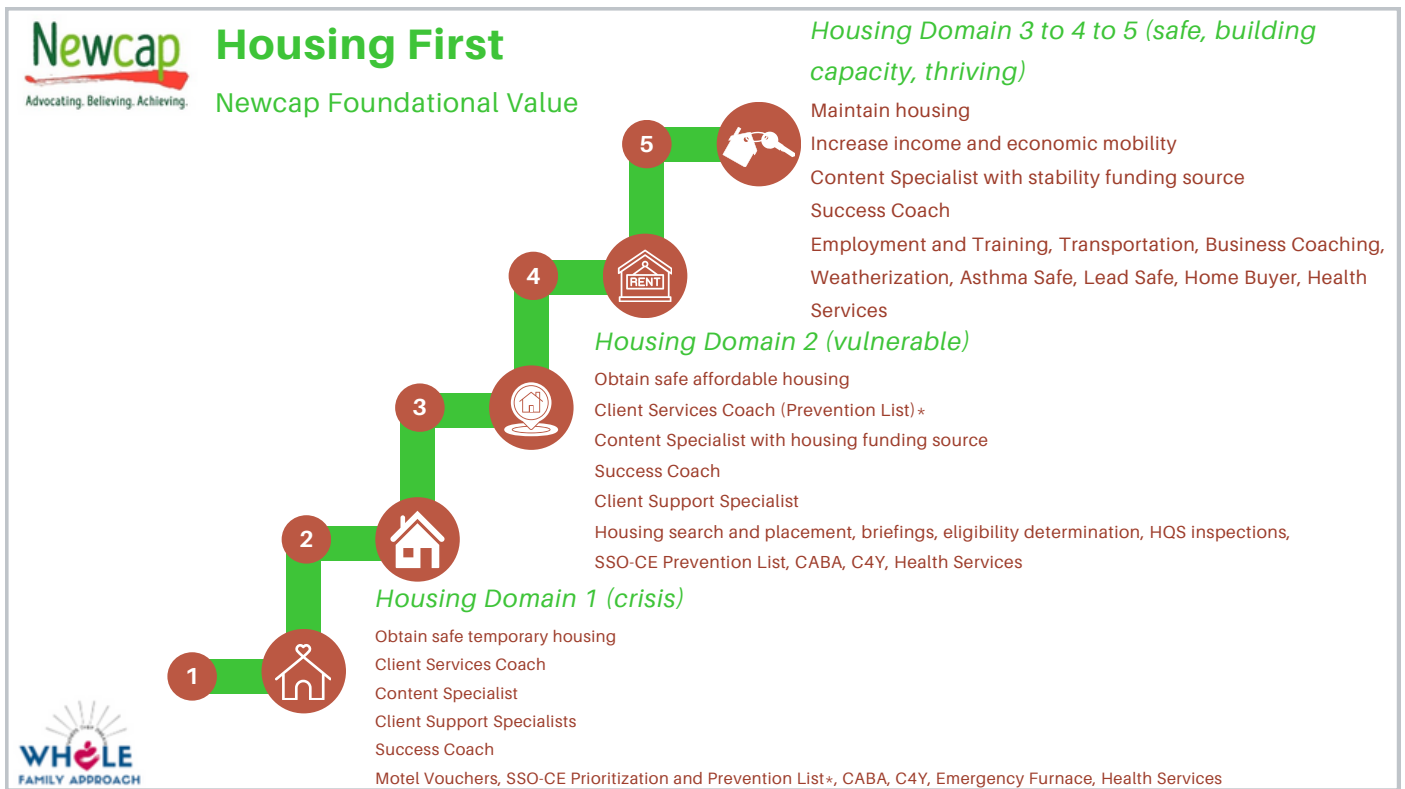 Newcap
Advocating. Believing. Achieving.
Housing First
Newcap Foundational Value
Housing Domain 3 to 4 to 5 (safe, building
capacity, thriving)
Maintain housing
Increase income and economic mobility
Content Specialist with stability funding source
Success Coach
Employment and Training, Transportation, Business Coaching,
Weatherization, Asthma Safe, Lead Safe, Home Buyer, Health
Services
5
4
RENT
Housing Domain 2 (vulnerable)
Obtain safe affordable housing
Client Services Coach (Prevention List)*
Content Specialist with housing funding source
Success Coach
Client Support Specialist
Housing search and placement, briefings, eligibility determination, HQS inspections,
SSO-CE Prevention List, CABA, C4Y, Health Services
3
2
Housing Domain 1 (crisis)
Obtain safe temporary housing
Client Services Coach
Content Specialist
Client Support Specialists
Success Coach
Motel Vouchers, SSO-CE Prioritization and Prevention List*, CABA, C4Y, Emergency Furnace, Health Services
1
WHOLE
FAMILY APPROACH